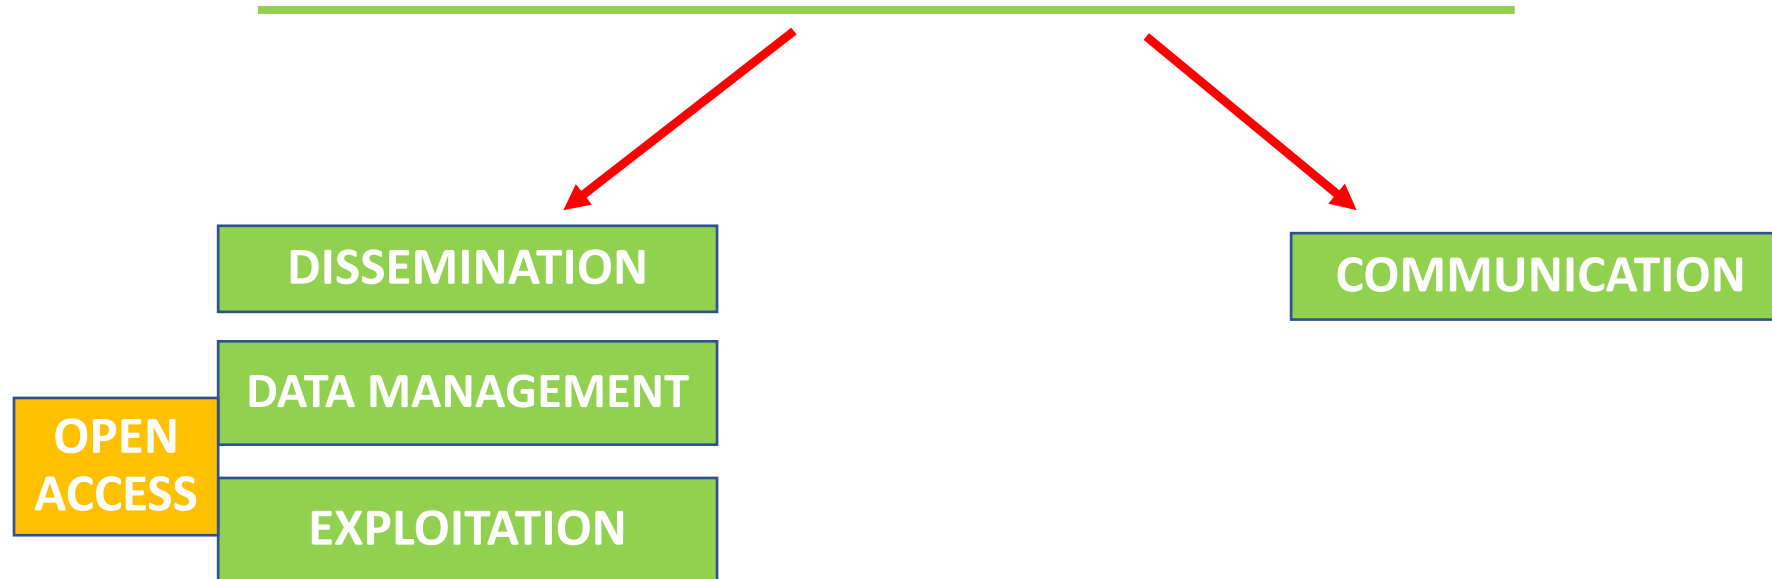 DISSEMINATION
COMMUNICATION
DATA MANAGEMENT
OPEN
ACCESS
EXPLOITATION